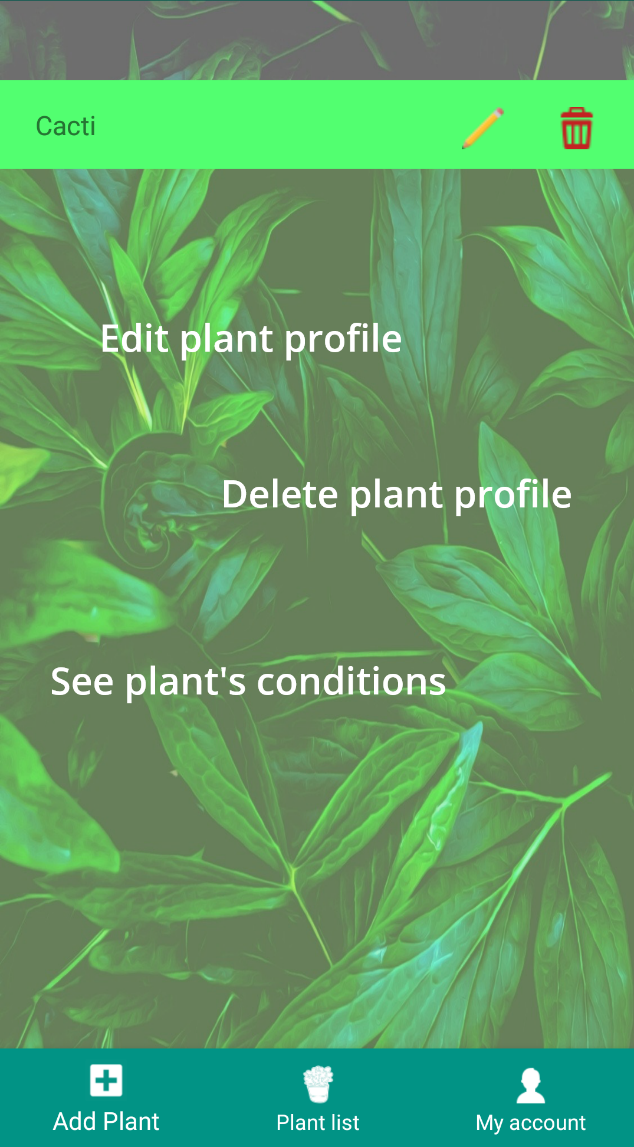 Cacti
Edit plant profile
Delete plant profile
See plant's conditions
Add Plant
Plant list
My account